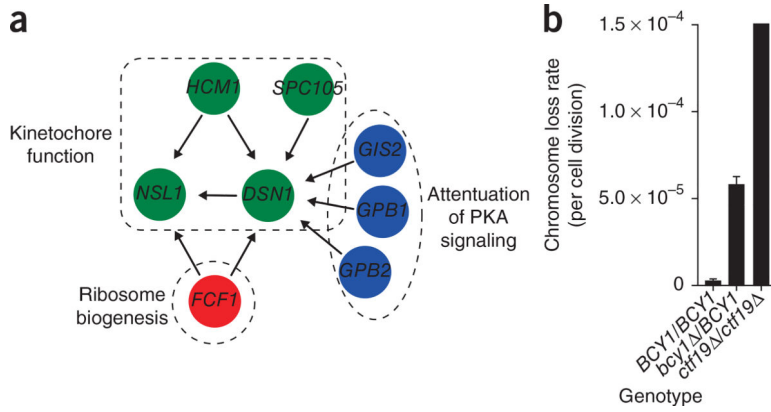 a
HCM1
SPC105
Kinetochore
function
GIS2
NSL1
DSN1
GPB1
Attentuation
of PKA
signaling
GPB2
Ribosome
biogenesis
FCF1
b
Chromosome loss rate
(per cell division)
1.5 × 10⁻⁴
1.0 × 10⁻⁴
5.0 × 10⁻⁵
0
BCY1/BCY1
bcy1Δ/BCY1
ctf19Δ/ctf19Δ
Genotype